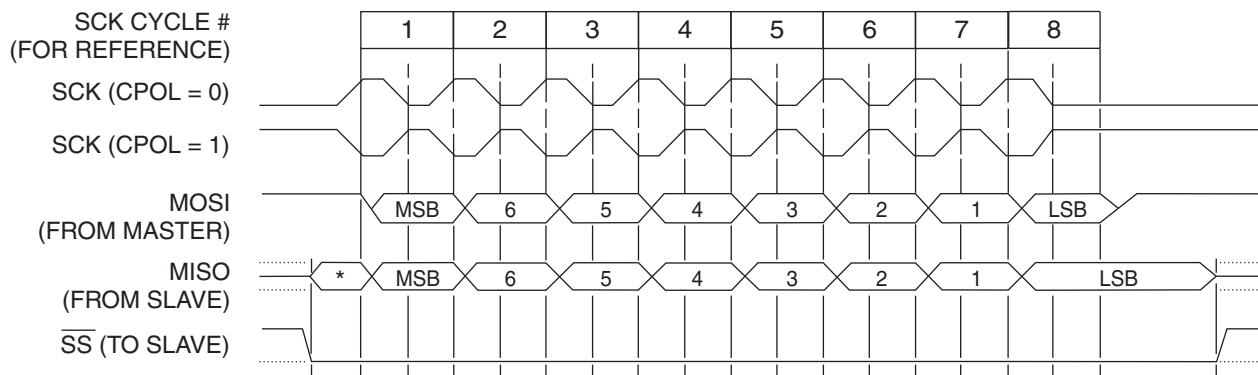 SCK CYCLE # 1 2 3 4 5 6 7 8
(FOR REFERENCE)
SCK (CPOL = 0)
SCK (CPOL = 1)
MOSI MSB 6 5 4 3 2 1 LSB
(FROM MASTER)
MISO * MSB 6 5 4 3 2 1 LSB
(FROM SLAVE)
SS (TO SLAVE)